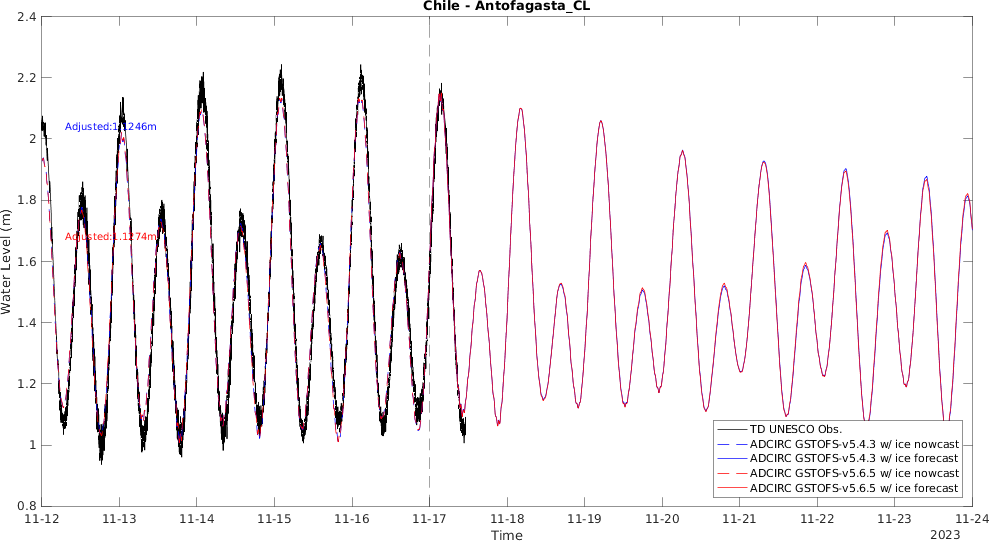 Chile - Antofagasta_CL
Water Level (m)
2.4
2.2
2
1.8
1.6
1.4
1.2
1
0.8
Adjusted:1.1246m
Adjusted:1.1274m
TD UNESCO Obs.
ADCIRC GSTOFS-v5.4.3 w/ ice nowcast
ADCIRC GSTOFS-v5.4.3 w/ ice forecast
ADCIRC GSTOFS-v5.6.5 w/ ice nowcast
ADCIRC GSTOFS-v5.6.5 w/ ice forecast
11-12 11-13 11-14 11-15 11-16 11-17 11-18 11-19 11-20 11-21 11-22 11-23 11-24
Time
2023